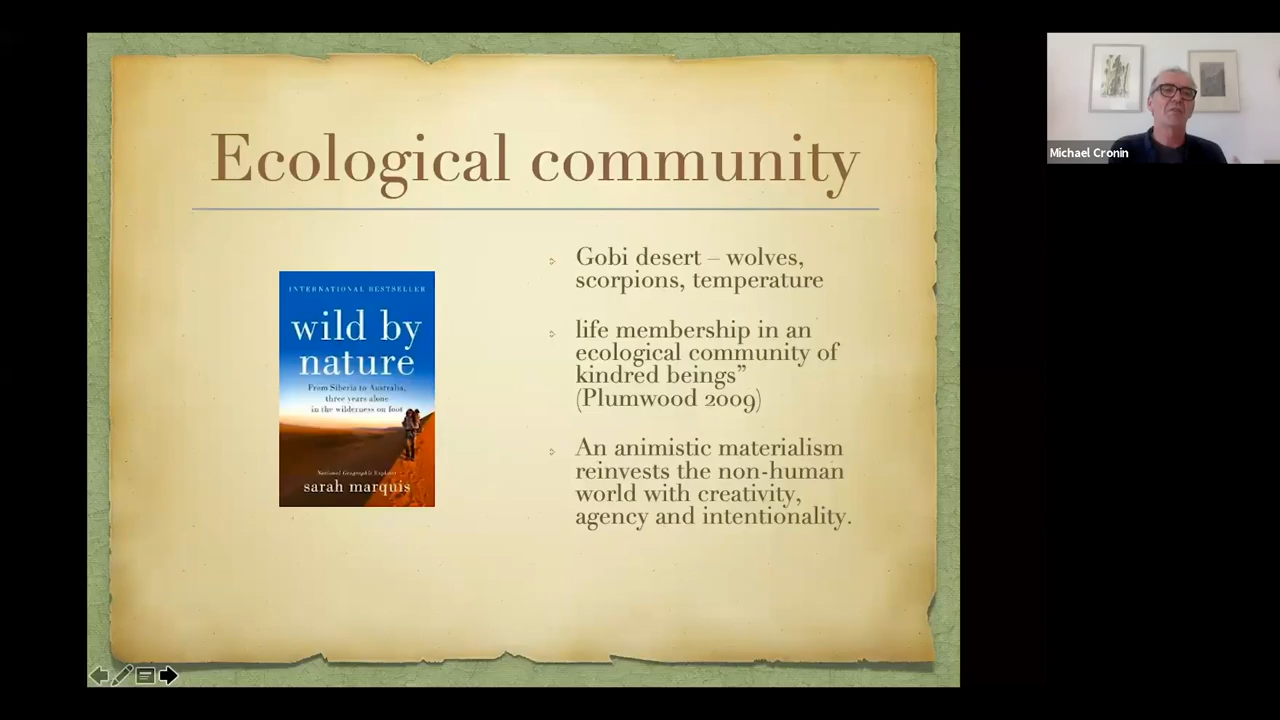 Ecological community
INTERNATIONAL BESTSELLER
wild by
nature
From Siberia to Australia,
three years alone
in the wilderness on foot
National Geographic Explorer
sarah marquis
Gobi desert – wolves,
scorpions, temperature
life membership in an
ecological community of
kindred beings”
(Plumwood 2009)
An animistic materialism
reinvests the non-human
world with creativity,
agency and intentionality.
Michael Cronin